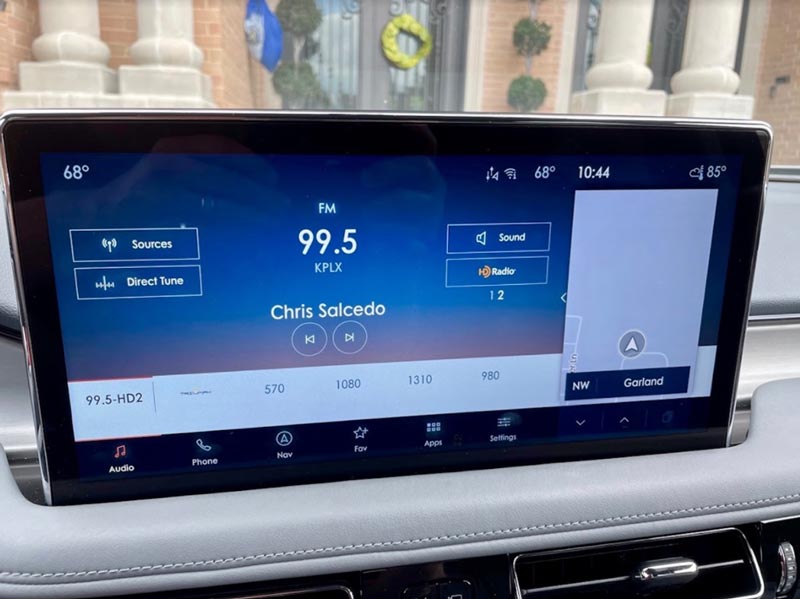 68°
68°
10:44
85°
FM
99.5
KPLX
Sources
Direct Tune
Sound
HD Radio
1 2
Chris Salcedo
99.5-HD2
570
1080
1310
980
NW
Garland
Audio
Phone
Nav
Fav
Apps
Settings